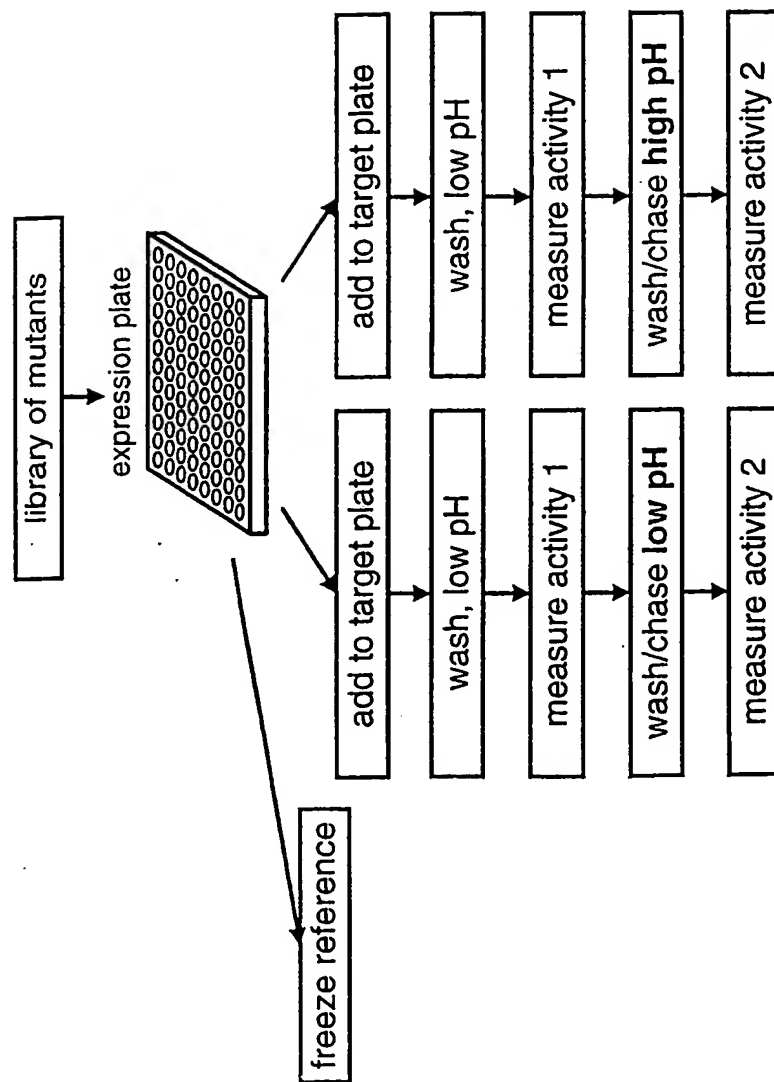 library of mutants
expression plate
freeze reference
add to target plate
wash, low pH
measure activity 1
wash/chase low pH
measure activity 2
add to target plate
wash, low pH
measure activity 1
wash/chase high pH
measure activity 2